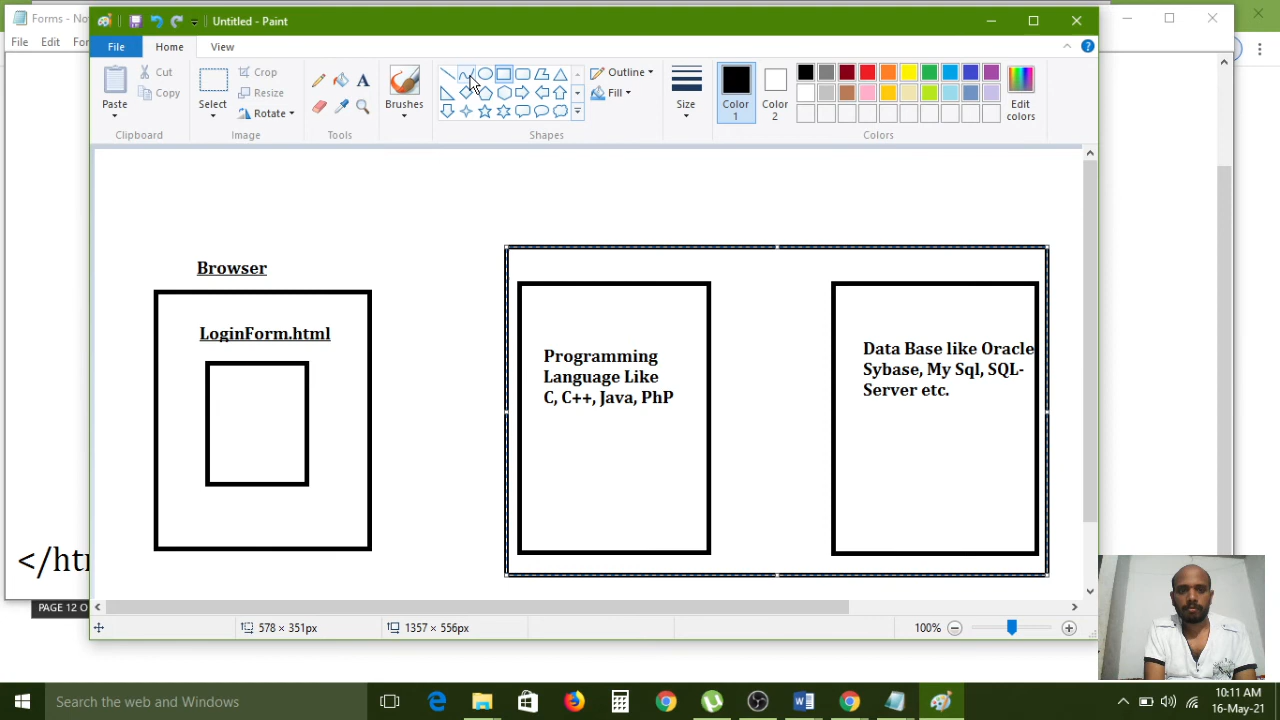 Forms - No
Untitled - Paint
File Edit For
File Home View
Paste
Cut
Copy
Clipboard
Select
Crop
Resize
Rotate
Image
Tools
Brushes
Shapes
Outline
Fill
Size
Color
1
Color
2
Edit
colors
Colors
Browser
LoginForm.html
Programming
Language Like
C, C++, Java, PhP
Data Base like Oracle
Sybase, My Sql, SQL-
Server etc.
</ht
PAGE 12 O
578 × 351px
1357 × 556px
100%
Search the web and Windows
10:11 AM
16-May-21